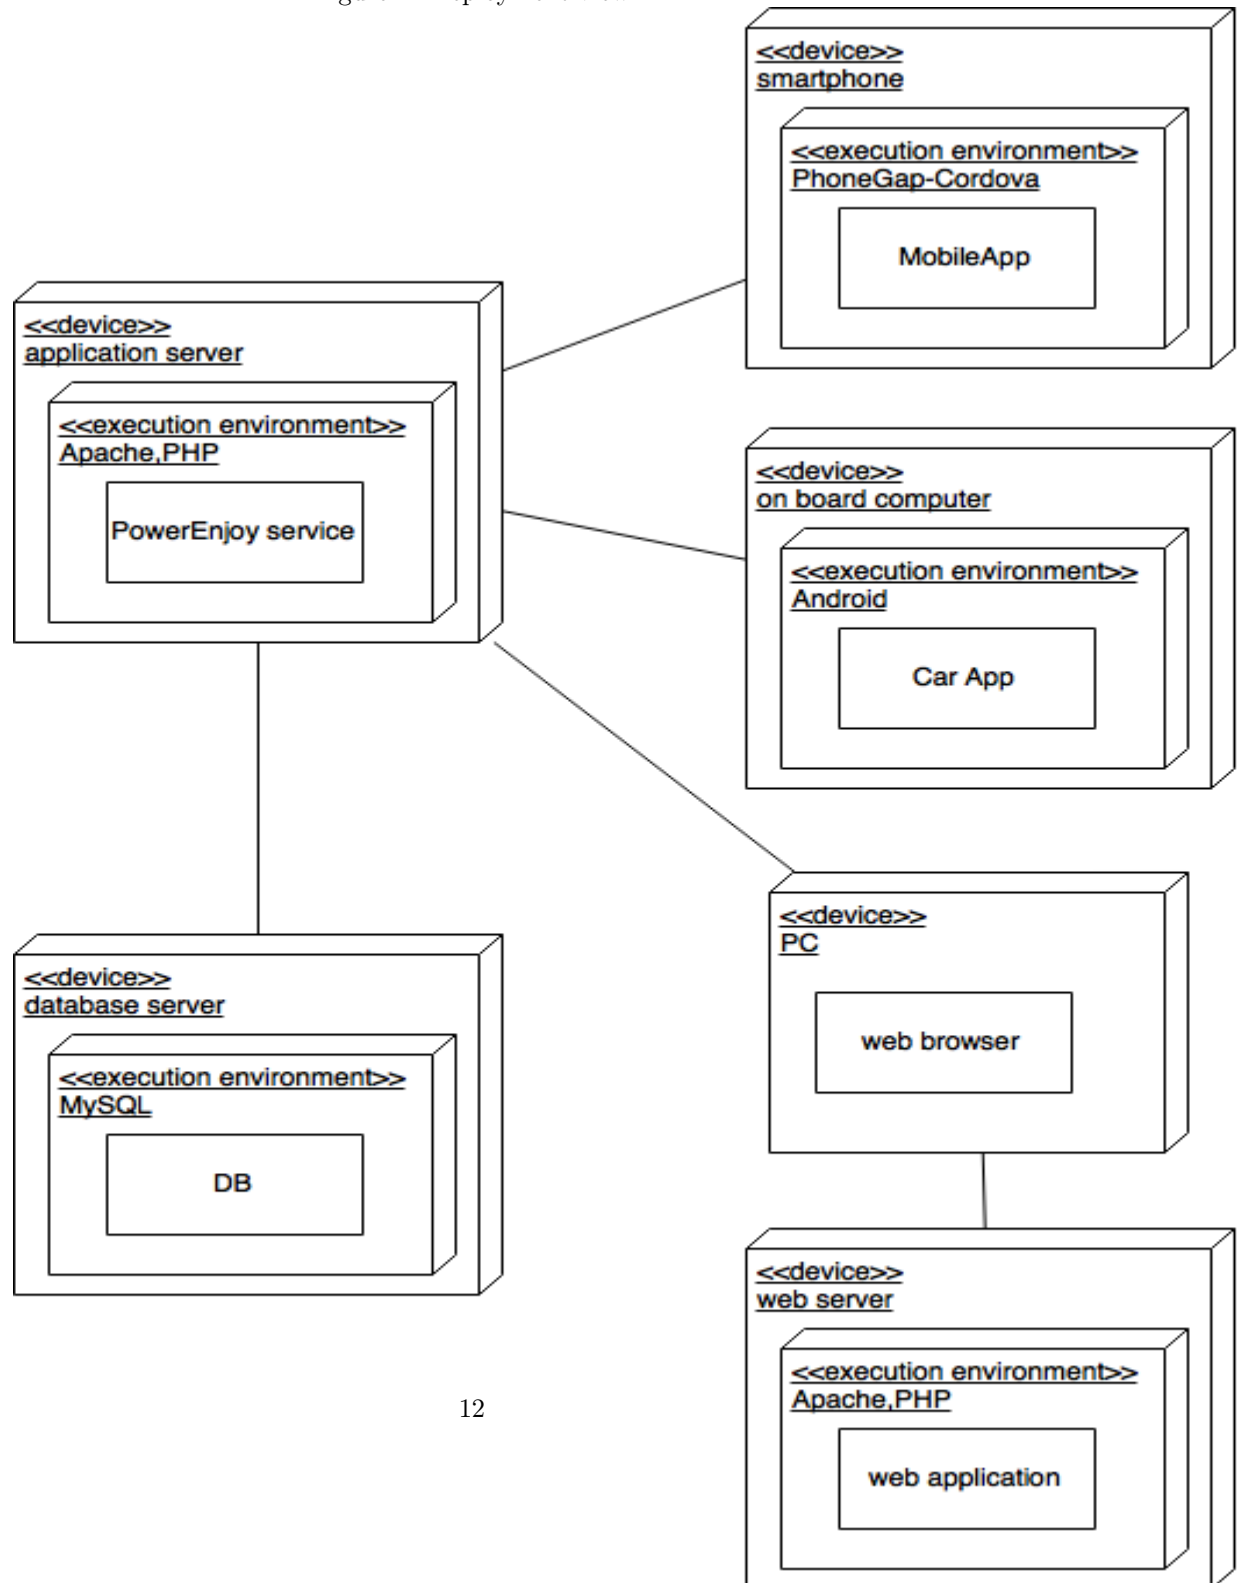 <<device>>
smartphone
<<execution environment>>
PhoneGap-Cordova
MobileApp
<<device>>
application server
<<execution environment>>
Apache,PHP
PowerEnjoy service
<<device>>
on board computer
<<execution environment>>
Android
Car App
<<device>>
PC
web browser
<<device>>
database server
<<execution environment>>
MySQL
DB
<<device>>
web server
<<execution environment>>
Apache,PHP
web application
12